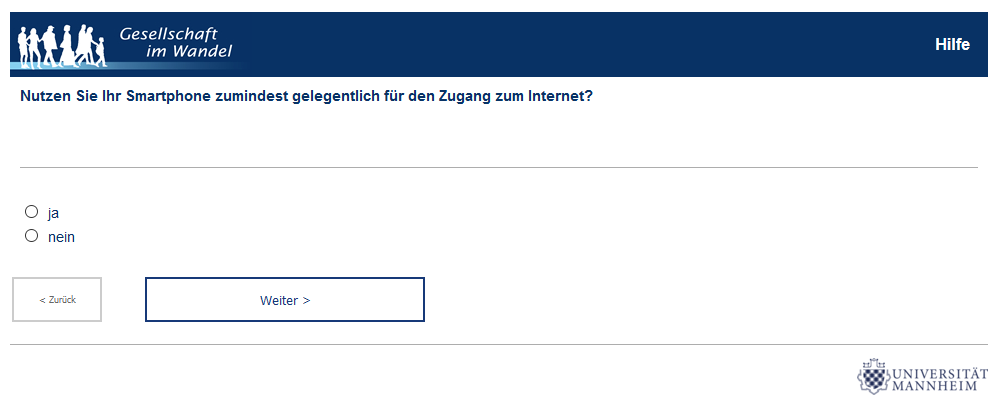 Gesellschaft
im Wandel
Hilfe
Nutzen Sie Ihr Smartphone zumindest gelegentlich für den Zugang zum Internet?
ja
nein
< Zurück
Weiter >
UNIVERSITÄT
MANNHEIM